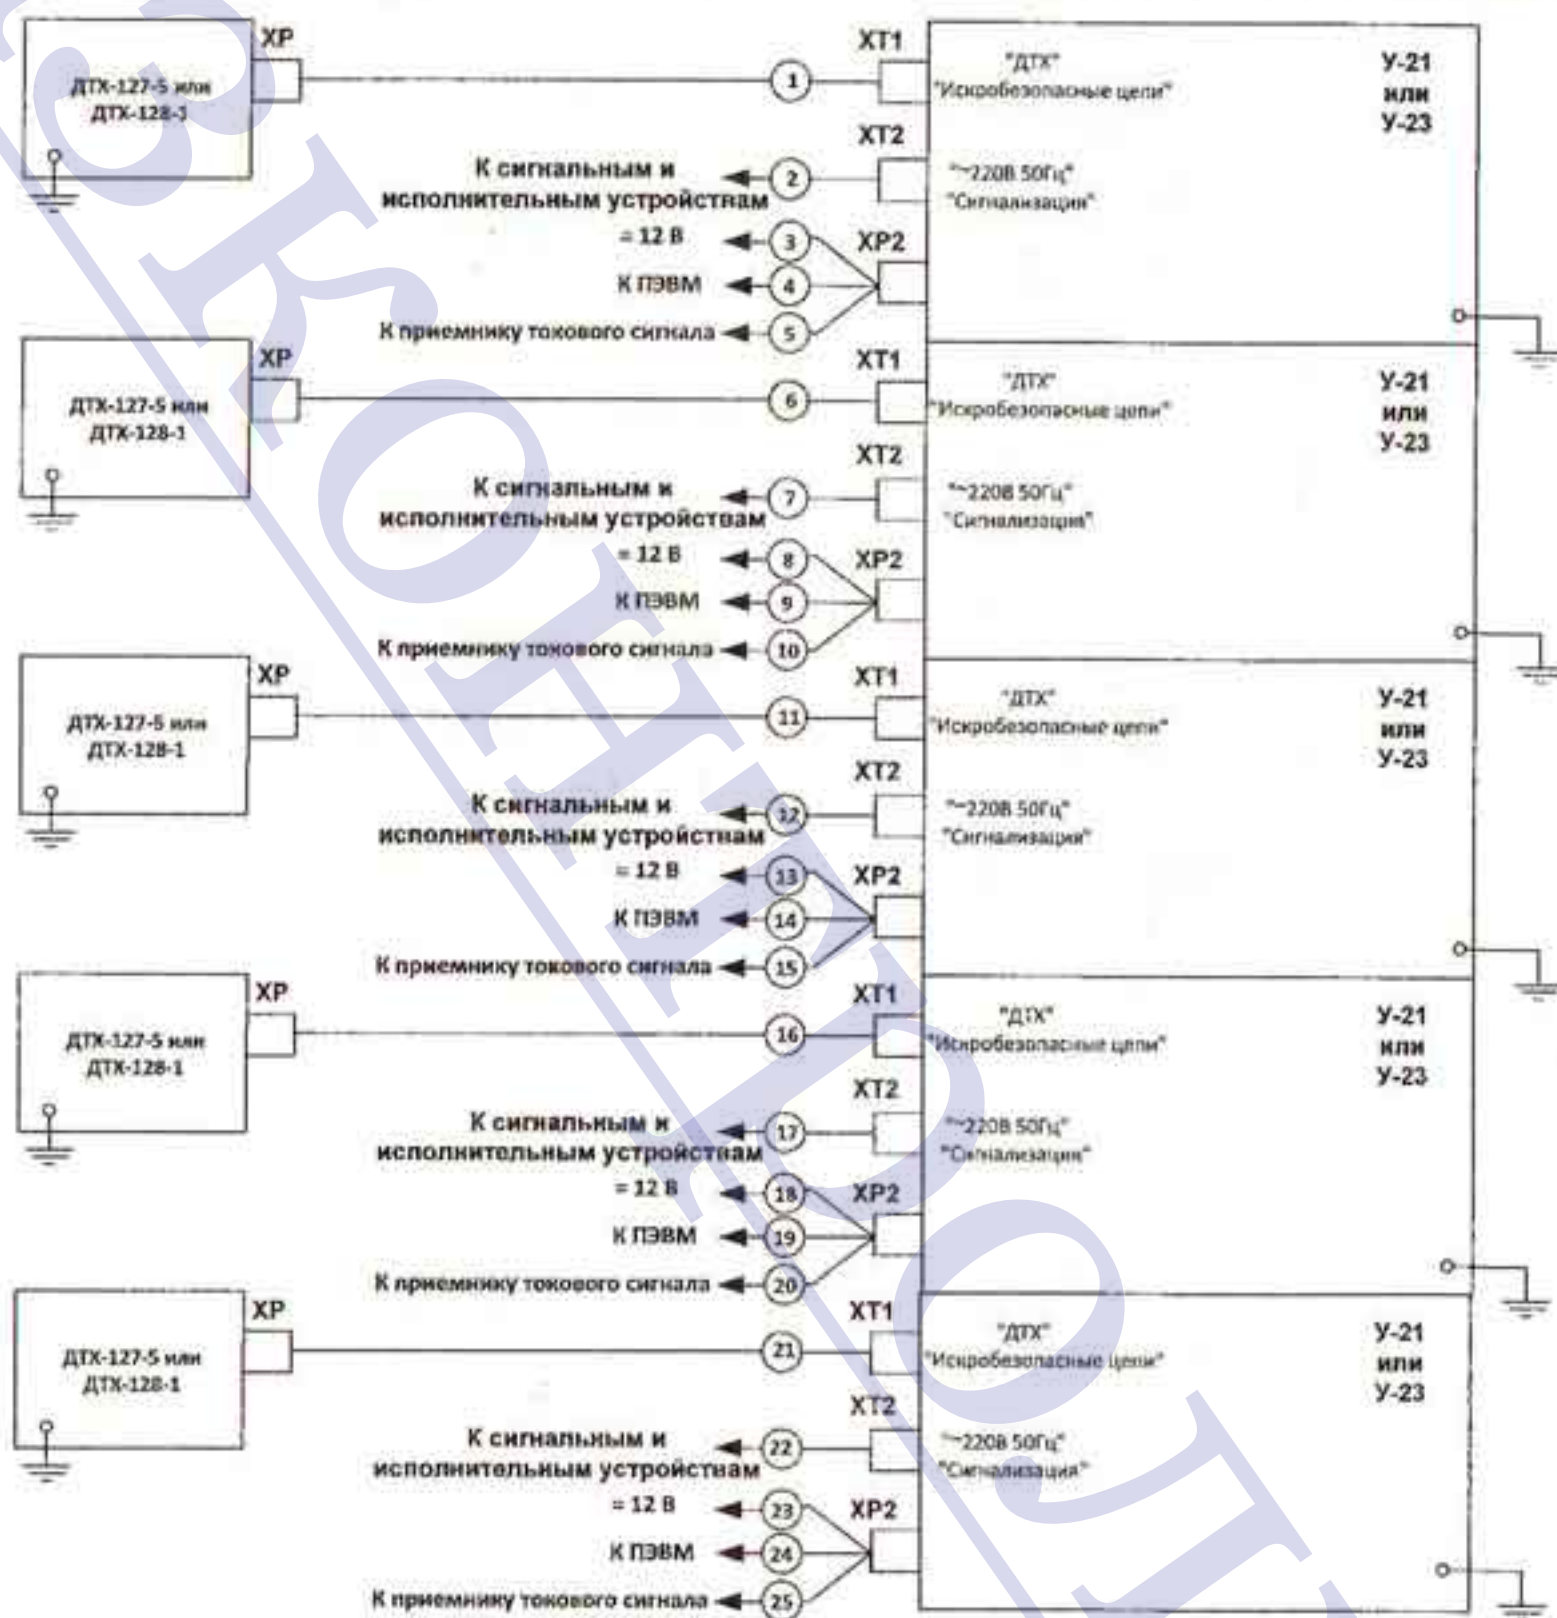 XP
ДТХ-127-5 или
ДТХ-128-1
1
XT1
"ДТХ"
"Искробезопасные цепи"
У-21
или
У-23
XT2
К сигнальным и
исполнительным устройствам
2
"~220В 50Гц"
"Сигнализация"
= 12 В
3
XP2
К ПЭВМ
4
К приемнику токового сигнала
5
XP
ДТХ-127-5 или
ДТХ-128-1
6
XT1
"ДТХ"
"Искробезопасные цепи"
У-21
или
У-23
XT2
К сигнальным и
исполнительным устройствам
7
"~220В 50Гц"
"Сигнализация"
= 12 В
8
XP2
К ПЭВМ
9
К приемнику токового сигнала
10
XP
ДТХ-127-5 или
ДТХ-128-1
11
XT1
"ДТХ"
"Искробезопасные цепи"
У-21
или
У-23
XT2
К сигнальным и
исполнительным устройствам
12
"~220В 50Гц"
"Сигнализация"
= 12 В
13
XP2
К ПЭВМ
14
К приемнику токового сигнала
15
XP
ДТХ-127-5 или
ДТХ-128-1
16
XT1
"ДТХ"
"Искробезопасные цепи"
У-21
или
У-23
XT2
К сигнальным и
исполнительным устройствам
17
"~220В 50Гц"
"Сигнализация"
= 12 В
18
XP2
К ПЭВМ
19
К приемнику токового сигнала
20
XP
ДТХ-127-5 или
ДТХ-128-1
21
XT1
"ДТХ"
"Искробезопасные цепи"
У-21
или
У-23
XT2
К сигнальным и
исполнительным устройствам
22
"~220В 50Гц"
"Сигнализация"
= 12 В
23
XP2
К ПЭВМ
24
К приемнику токового сигнала
25